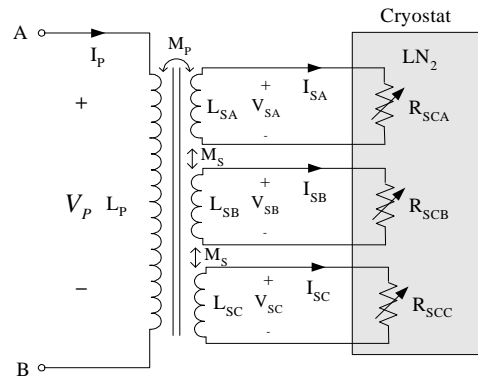 Cryostat
A
I_P
M_P
LN_2
+
V_P
L_P
−
B
L_SA
+
V_SA
-
I_SA
R_SCA
M_S
L_SB
+
V_SB
-
I_SB
R_SCB
M_S
L_SC
+
V_SC
-
I_SC
R_SCC